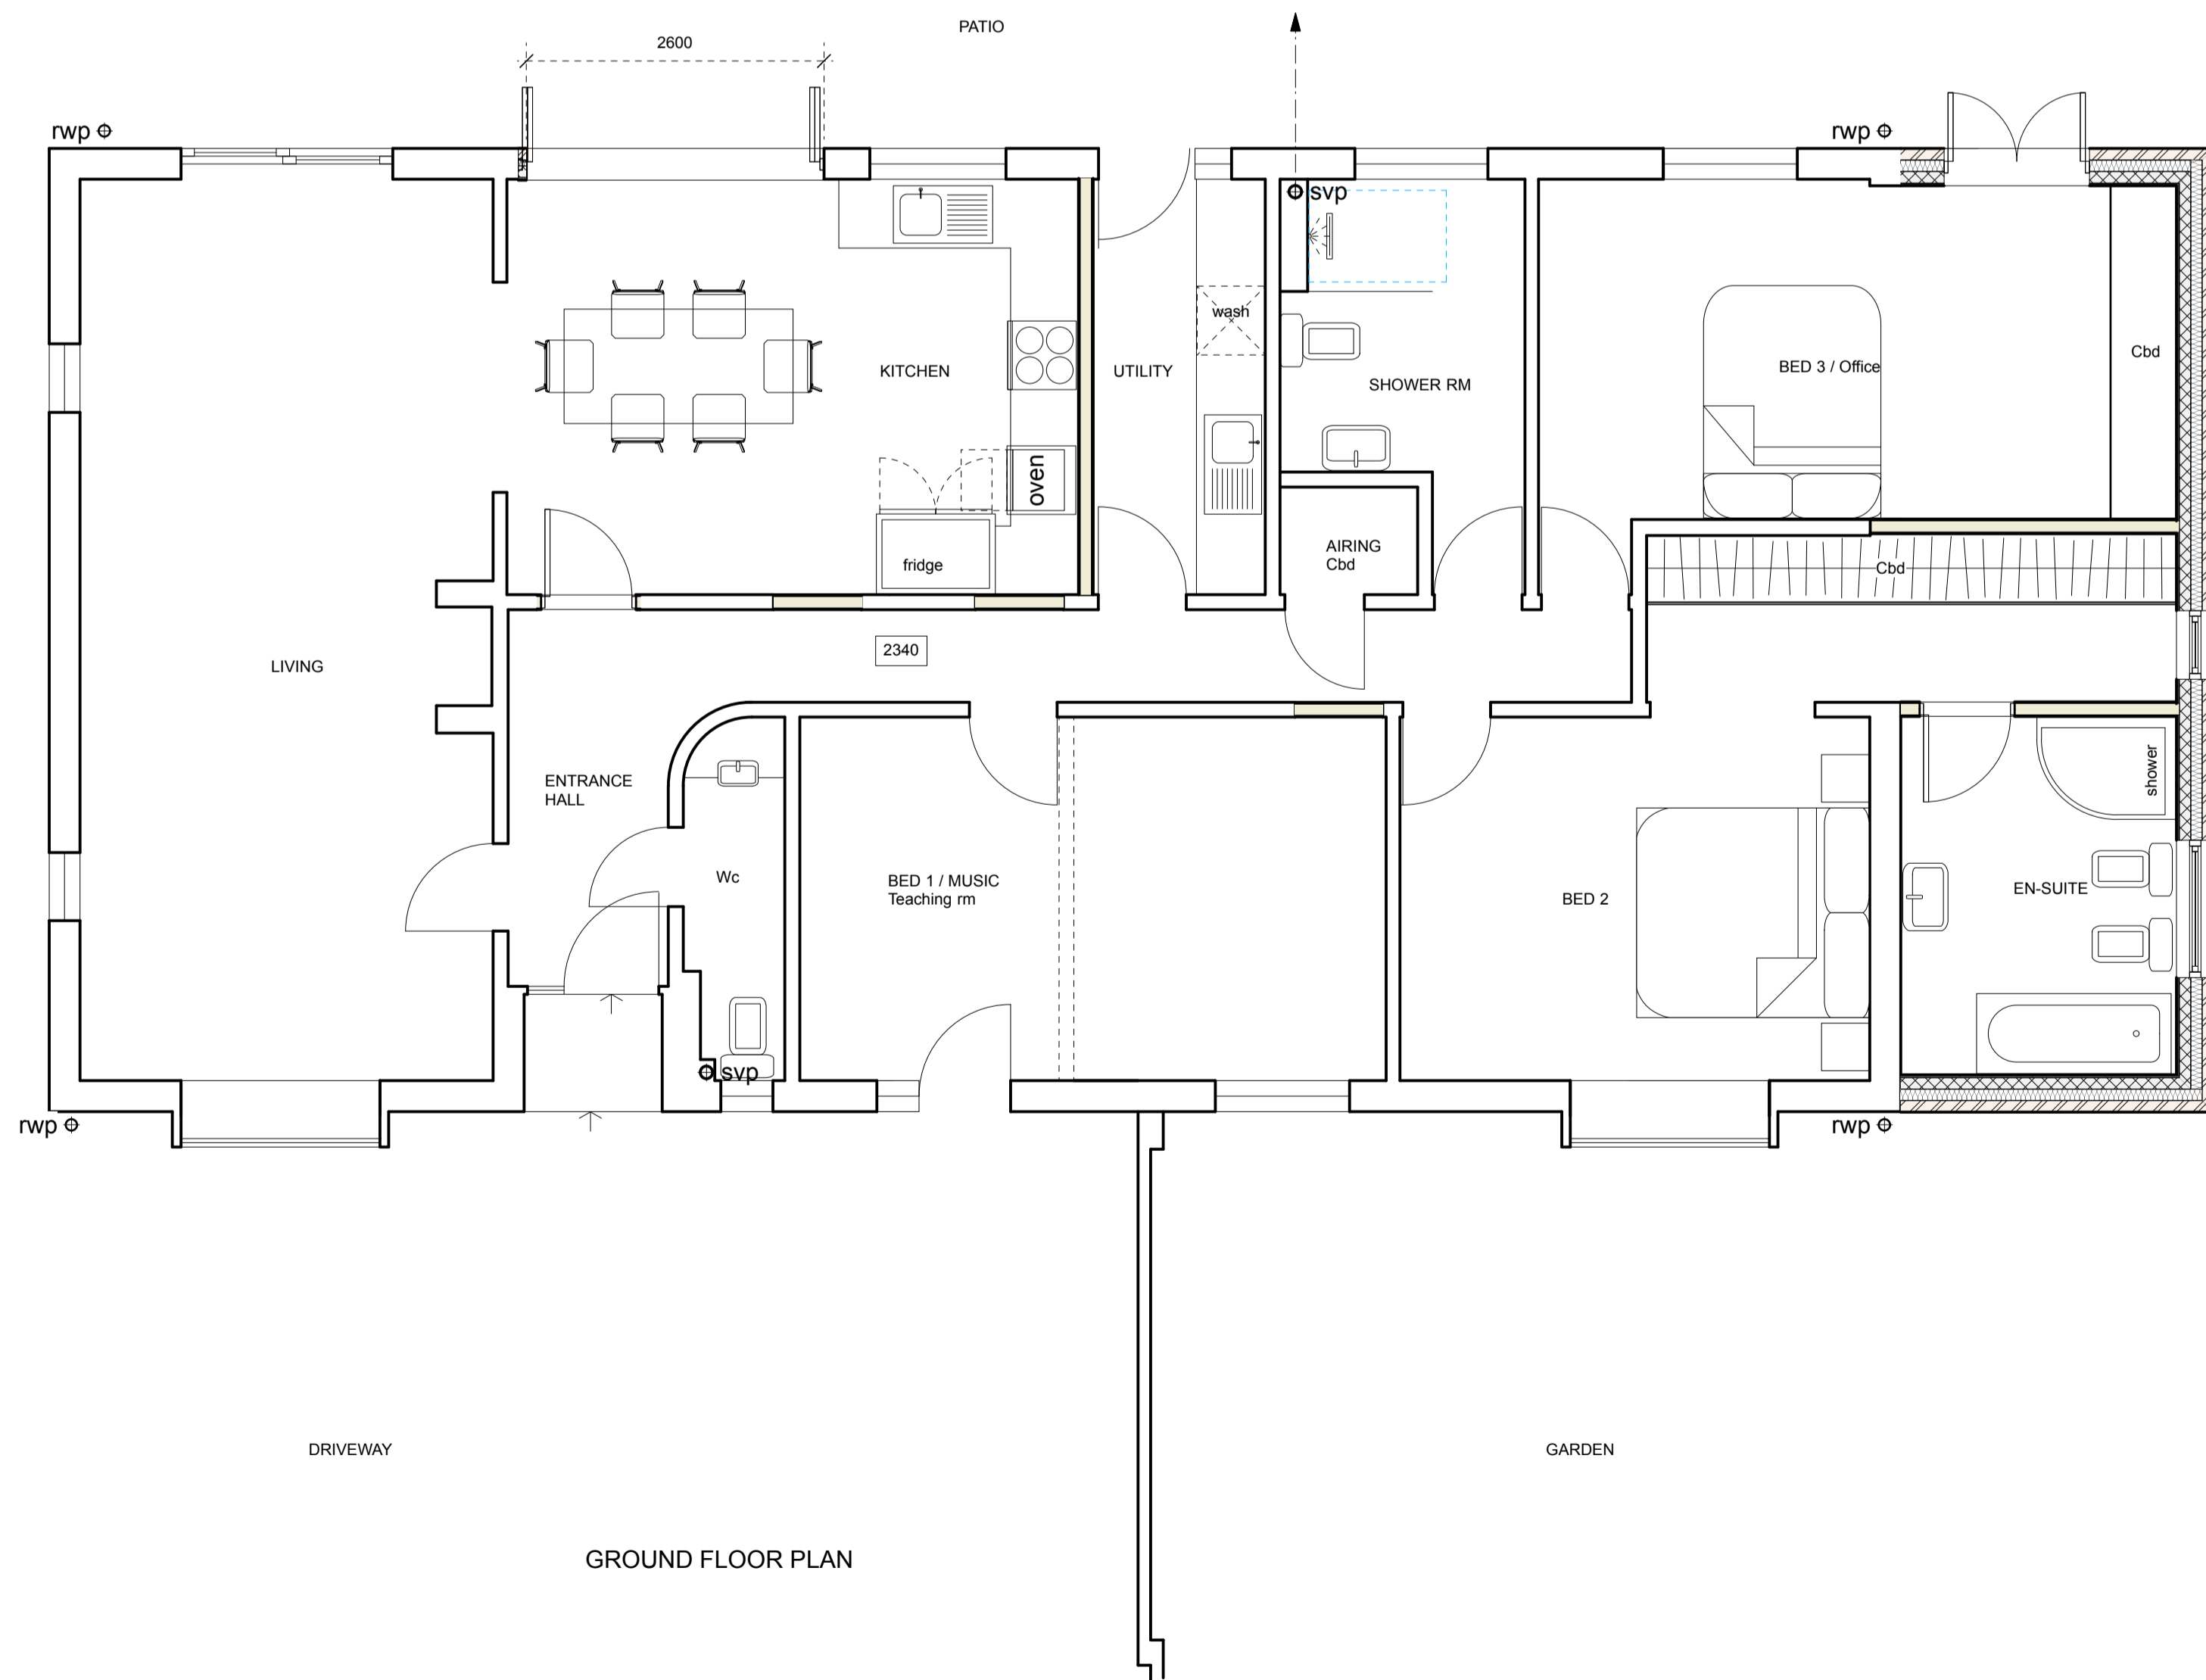 PATIO
2600
rwp
rwp
svp
wash
KITCHEN
UTILITY
SHOWER RM
BED 3 / Office
Cbd
oven
fridge
AIRING
Cbd
Cbd
2340
LIVING
ENTRANCE
HALL
shower
Wc
BED 1 / MUSIC
Teaching rm
BED 2
EN-SUITE
svp
rwp
rwp
DRIVEWAY
GARDEN
GROUND FLOOR PLAN